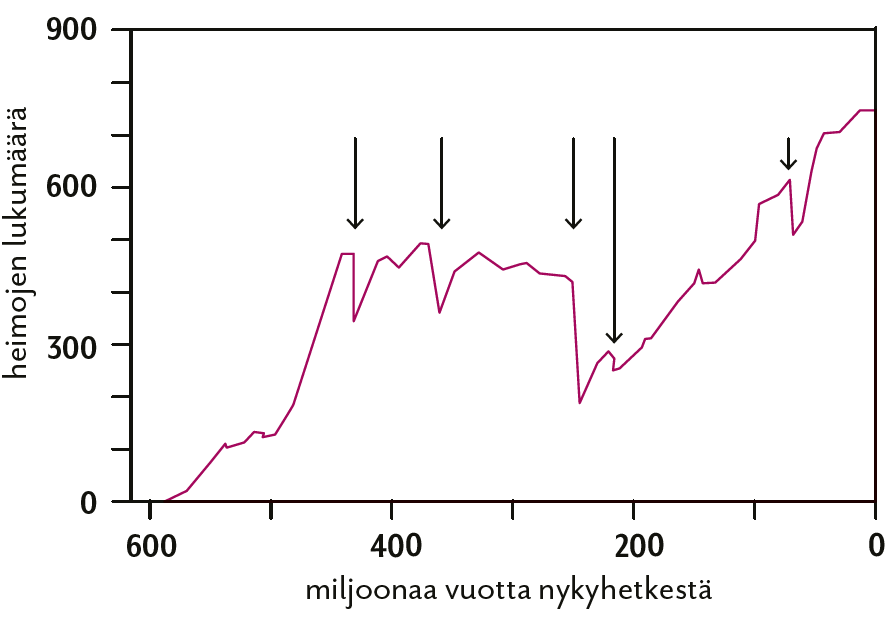 900
600
300
0
heimojen lukumäärä
600 400 200 0
miljoonaa vuotta nykyhetkestä